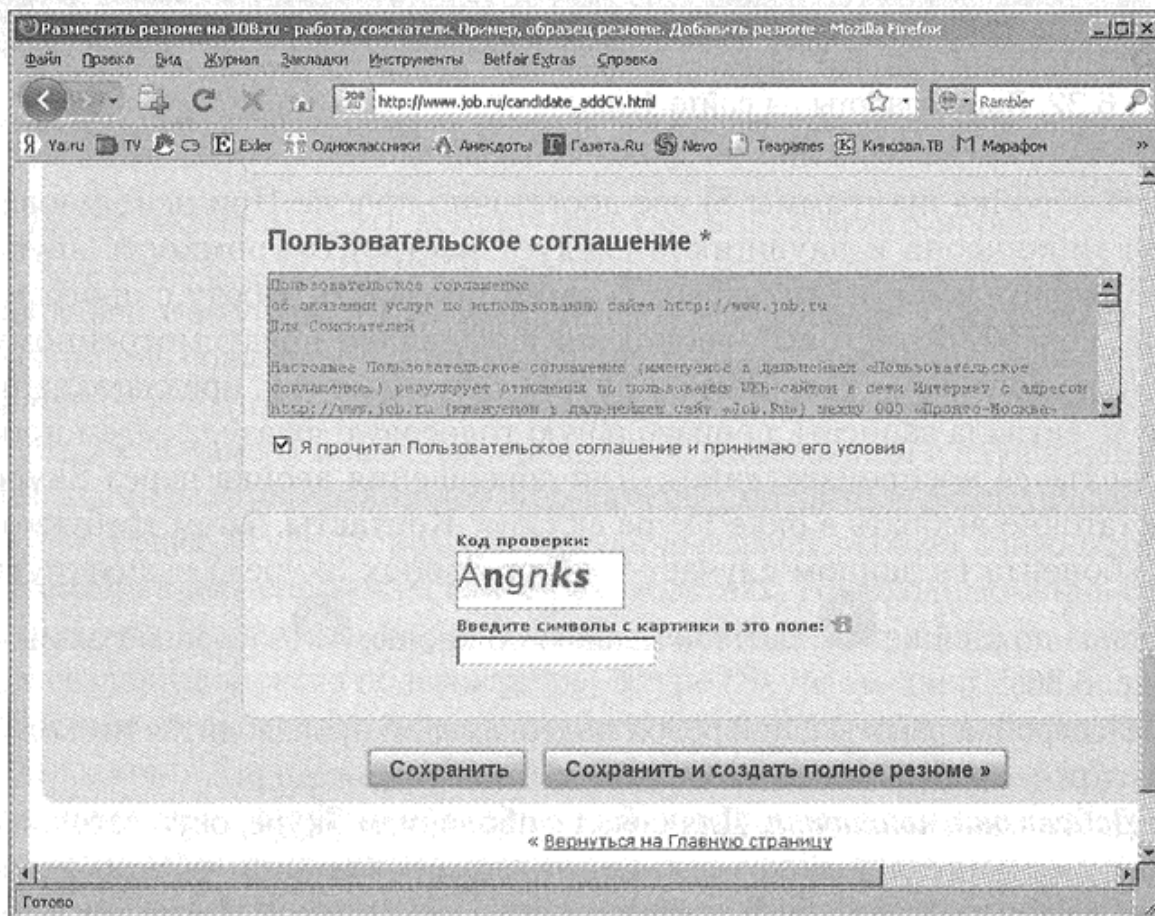 Разместить резюме на JOB.ru - работа, соискатели. Пример, образец резюме. Добавить резюме - Mozilla Firefox
Файл Правка Вид Журнал Закладки Инструменты Betfair Extras Справка
http://www.job.ru/candidate_addCV.html Rambler
Ya.ru TV СЭ Exler Одноклассники Анекдоты Газета.Ru Nevo Teagames Кинозал.ТВ Марафон »
Пользовательское соглашение *
Пользовательское соглашение
об оказании услуг по использованию сайта http://www.job.ru
Для Соискателей
Настоящее Пользовательское соглашение (именуемое в дальнейшем «Пользовательское
соглашение») регулирует отношения по пользованию WEB-сайтом в сети Интернет с адресом
http://www.job.ru (именуемом в дальнейшем сайт «Job.Ru») между ООО «Пронто-Москва»
Я прочитал Пользовательское соглашение и принимаю его условия
Код проверки:
Angnks
Введите символы с картинки в это поле:
Сохранить Сохранить и создать полное резюме »
« Вернуться на Главную страницу
Готово